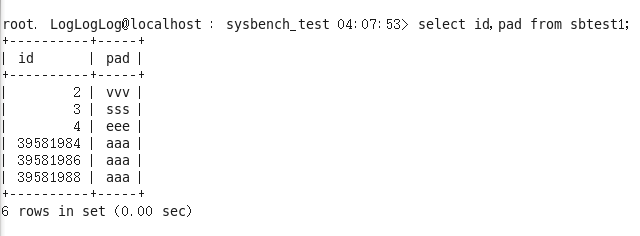 root. LogLogLog@localhost : sysbench_test 04:07:53> select id,pad from sbtest1;
+----------+-----+
| id       | pad |
+----------+-----+
|        2 | vvv |
|        3 | sss |
|        4 | eee |
| 39581984 | aaa |
| 39581986 | aaa |
| 39581988 | aaa |
+----------+-----+
6 rows in set (0.00 sec)